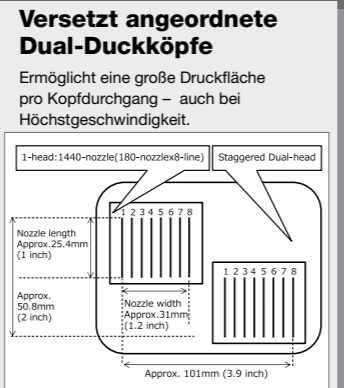 Versetzt angeordnete
Dual-Duckköpfe
Ermöglicht eine große Druckfläche
pro Kopfdurchgang – auch bei
Höchstgeschwindigkeit.
1-head:1440-nozzle(180-nozzlex8-line)
Staggered Dual-head
1 2 3 4 5 6 7 8
Nozzle length
Approx.25.4mm
(1 inch)
1 2 3 4 5 6 7 8
Approx.
50.8mm
(2 inch)
Nozzle width
Approx.31mm
(1.2 inch)
Approx. 101mm (3.9 inch)